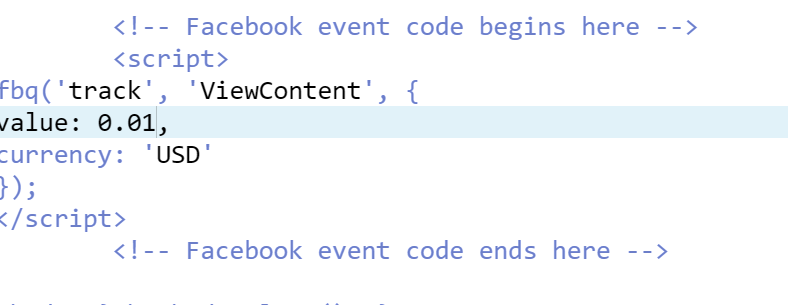 <!-- Facebook event code begins here -->
<script>
fbq('track', 'ViewContent', {
value: 0.01,
currency: 'USD'
});
</script>
<!-- Facebook event code ends here -->